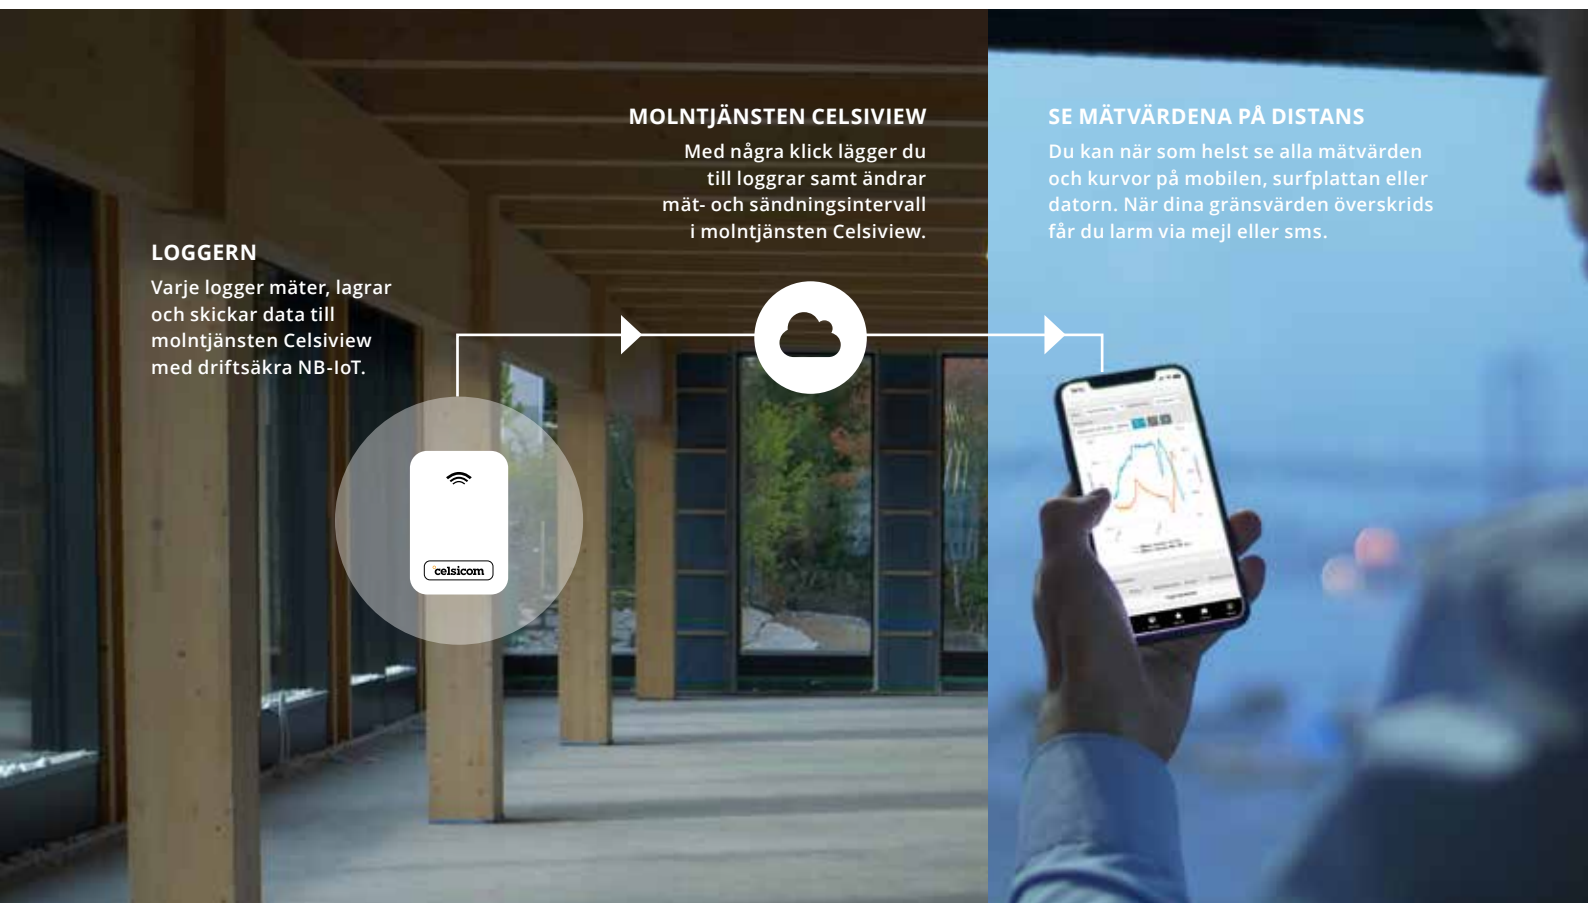 LOGGERN
Varje logger mäter, lagrar
och skickar data till
molntjänsten Celsiview
med driftsäkra NB-IoT.
celsicom
MOLNTJÄNSTEN CELSIVIEW
Med några klick lägger du
till loggrar samt ändrar
mät- och sändningsintervall
i molntjänsten Celsiview.
SE MÄTVÄRDENA PÅ DISTANS
Du kan när som helst se alla mätvärden
och kurvor på mobilen, surfplattan eller
datorn. När dina gränsvärden överskrids
får du larm via mejl eller sms.